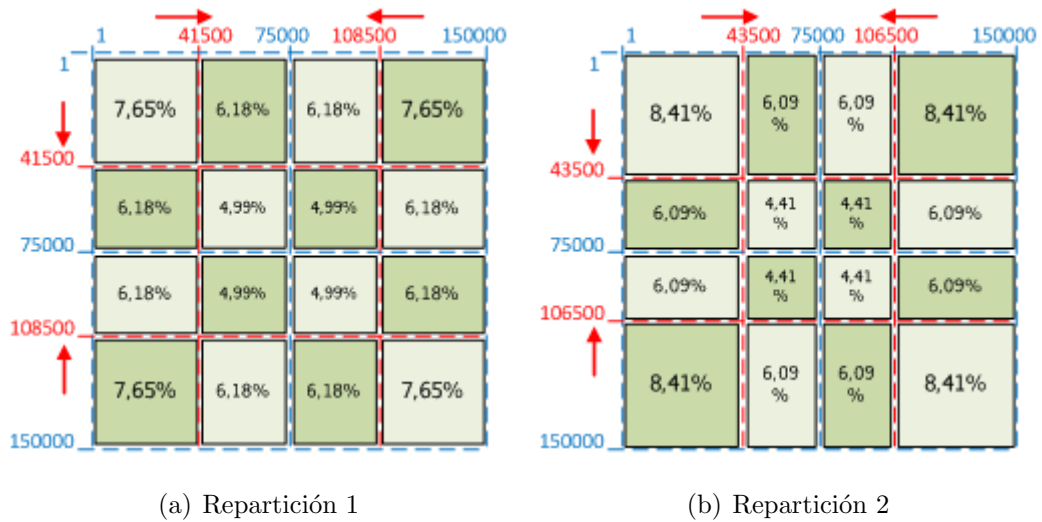 1 41500 75000 108500 150000
1
7,65% 6,18% 6,18% 7,65%
41500
6,18% 4,99% 4,99% 6,18%
75000
6,18% 4,99% 4,99% 6,18%
108500
7,65% 6,18% 6,18% 7,65%
150000
(a) Repartición 1
1 43500 75000 106500 150000
1
8,41% 6,09 % 6,09 % 8,41%
43500
6,09% 4,41 % 4,41 % 6,09%
75000
6,09% 4,41 % 4,41 % 6,09%
106500
8,41% 6,09 % 6,09 % 8,41%
150000
(b) Repartición 2